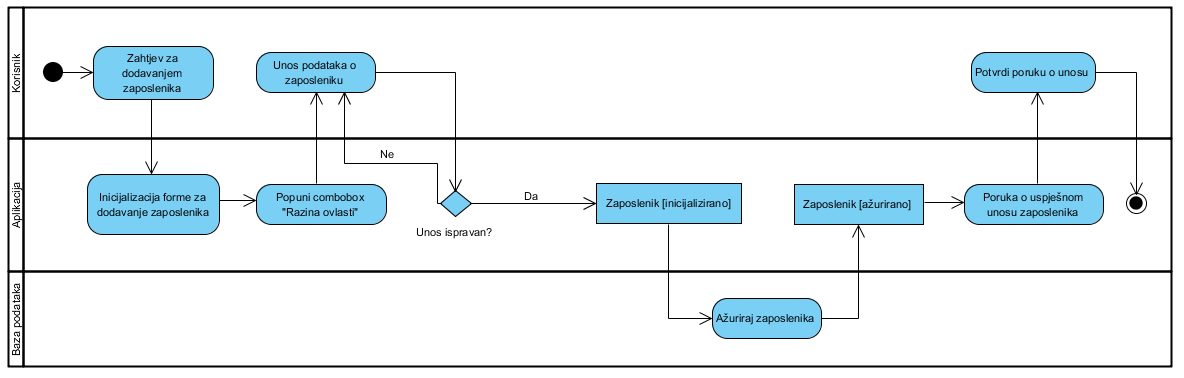 Korisnik
Zahtjev za
dodavanjem
zaposlenika
Unos podataka o
zaposleniku
Potvrdi poruku o unosu
Aplikacija
Inicijalizacija forme za
dodavanje zaposlenika
Popuni combobox
"Razina ovlasti"
Ne
Unos ispravan?
Da
Zaposlenik [inicijalizirano]
Zaposlenik [ažurirano]
Poruka o uspješnom
unosu zaposlenika
Baza podataka
Ažuriraj zaposlenika